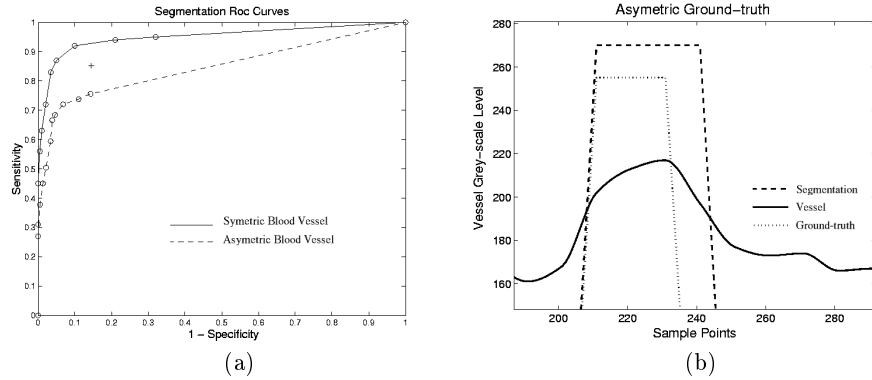 Segmentation Roc Curves
1
0.9
0.8
0.7
0.6
0.5
0.4
0.3
0.2
0.1
0
Sensitivity
Symetric Blood Vessel
Asymetric Blood Vessel
0 0.1 0.2 0.3 0.4 0.5 0.6 0.7 0.8 0.9 1
1 − Specificity
(a)
Asymetric Ground−truth
280
260
240
220
200
180
160
Vessel Grey−scale Level
Segmentation
Vessel
Ground-truth
200 220 240 260 280
Sample Points
(b)